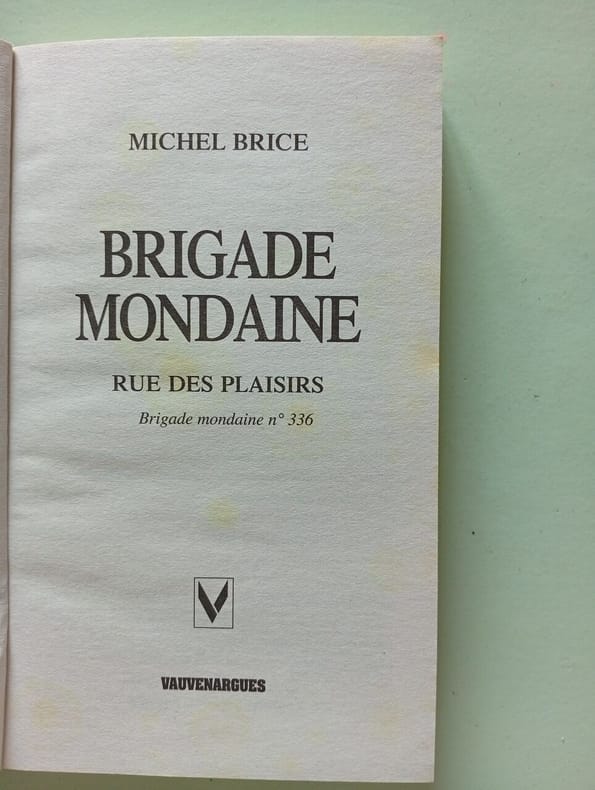 MICHEL BRICE
BRIGADE
MONDAINE
RUE DES PLAISIRS
Brigade mondaine n° 336
VAUVENARGUES